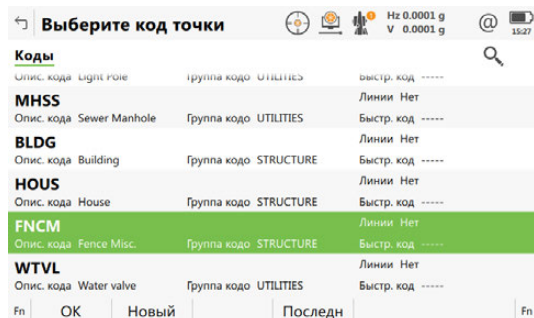 Выберите код точки
Hz 0.0001 g
V 0.0001 g
@
15:27
Коды
Опис. кода Light Pole Группа кодо UTILITIES Быстр. код -----
MHSS Линии Нет
Опис. кода Sewer Manhole Группа кодо UTILITIES Быстр. код -----
BLDG Линии Нет
Опис. кода Building Группа кодо STRUCTURE Быстр. код -----
HOUS Линии Нет
Опис. кода House Группа кодо STRUCTURE Быстр. код -----
FNCM Линии Нет
Опис. кода Fence Misc. Группа кодо STRUCTURE Быстр. код -----
WTVL Линии Нет
Опис. кода Water valve Группа кодо UTILITIES Быстр. код -----
Fn OK Новый Последн Fn